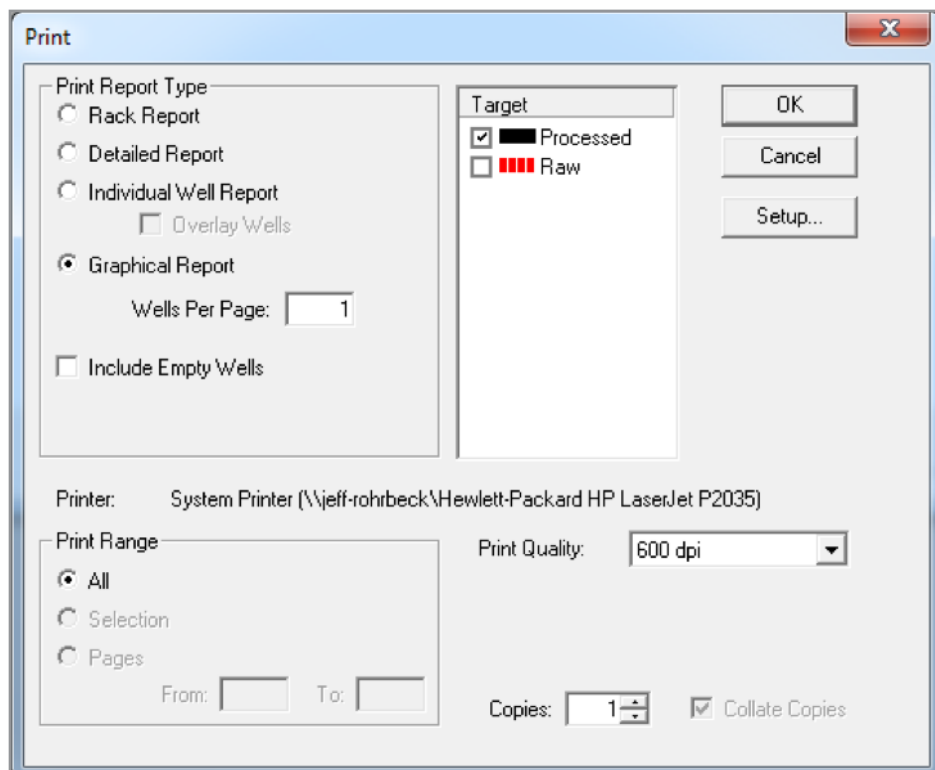 Print
Print Report Type
Rack Report
Detailed Report
Individual Well Report
Overlay Wells
Graphical Report
Wells Per Page: 1
Include Empty Wells
Target
Processed
Raw
OK
Cancel
Setup...
Printer: System Printer (\\jeff-rohrbeck\Hewlett-Packard HP LaserJet P2035)
Print Range
All
Selection
Pages
From: To:
Print Quality: 600 dpi
Copies: 1 Collate Copies